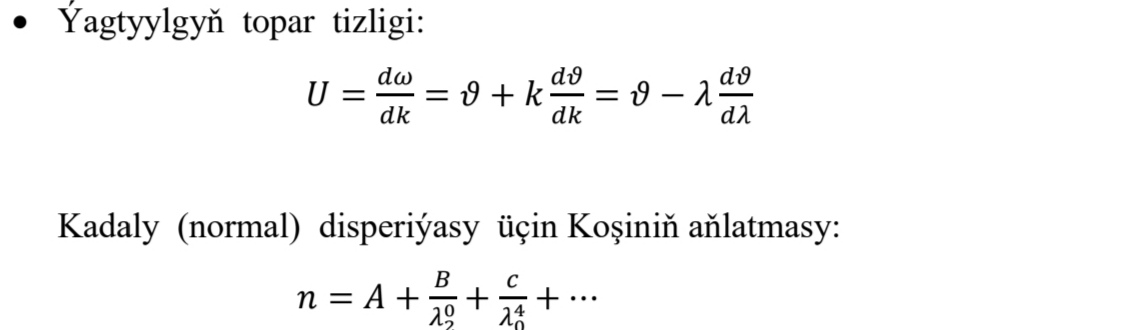 • Ýagtyylgyň topar tizligi:
U = dω/dk = ϑ + k dϑ/dk = ϑ − λ dϑ/dλ
Kadaly (normal) disperiýasy üçin Koşiniň aňlatmasy:
n = A + B/λ₂⁰ + c/λ₀⁴ + ⋯